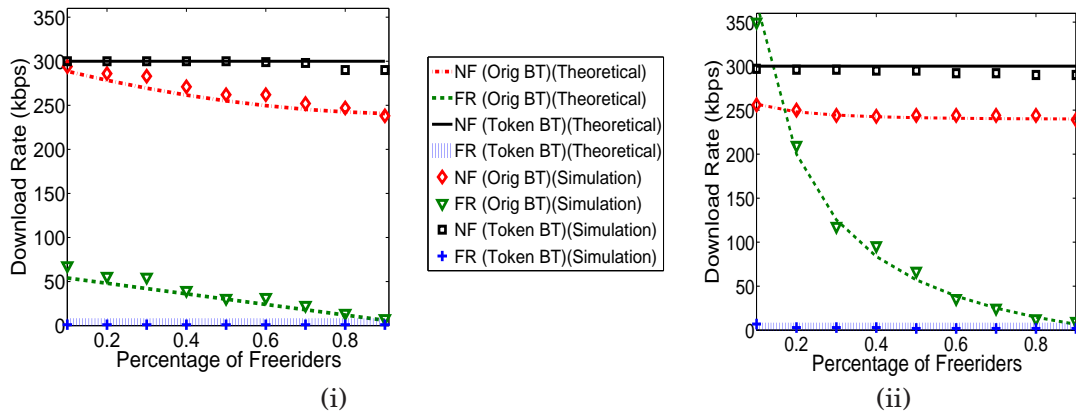 350
300
250
200
150
100
50
0
Download Rate (kbps)
0.2 0.4 0.6 0.8
Percentage of Freeriders
(i)
NF (Orig BT)(Theoretical)
FR (Orig BT)(Theoretical)
NF (Token BT)(Theoretical)
FR (Token BT)(Theoretical)
NF (Orig BT)(Simulation)
FR (Orig BT)(Simulation)
NF (Token BT)(Simulation)
FR (Token BT)(Simulation)
350
300
250
200
150
100
50
0
Download Rate (kbps)
0.2 0.4 0.6 0.8
Percentage of Freeriders
(ii)